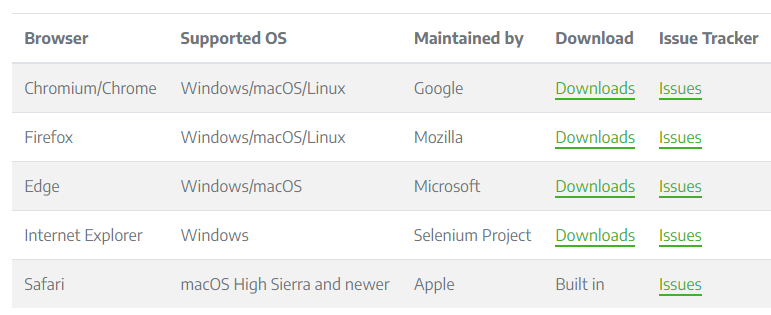 Browser Supported OS Maintained by Download Issue Tracker
Chromium/Chrome Windows/macOS/Linux Google Downloads Issues
Firefox Windows/macOS/Linux Mozilla Downloads Issues
Edge Windows/macOS Microsoft Downloads Issues
Internet Explorer Windows Selenium Project Downloads Issues
Safari macOS High Sierra and newer Apple Built in Issues